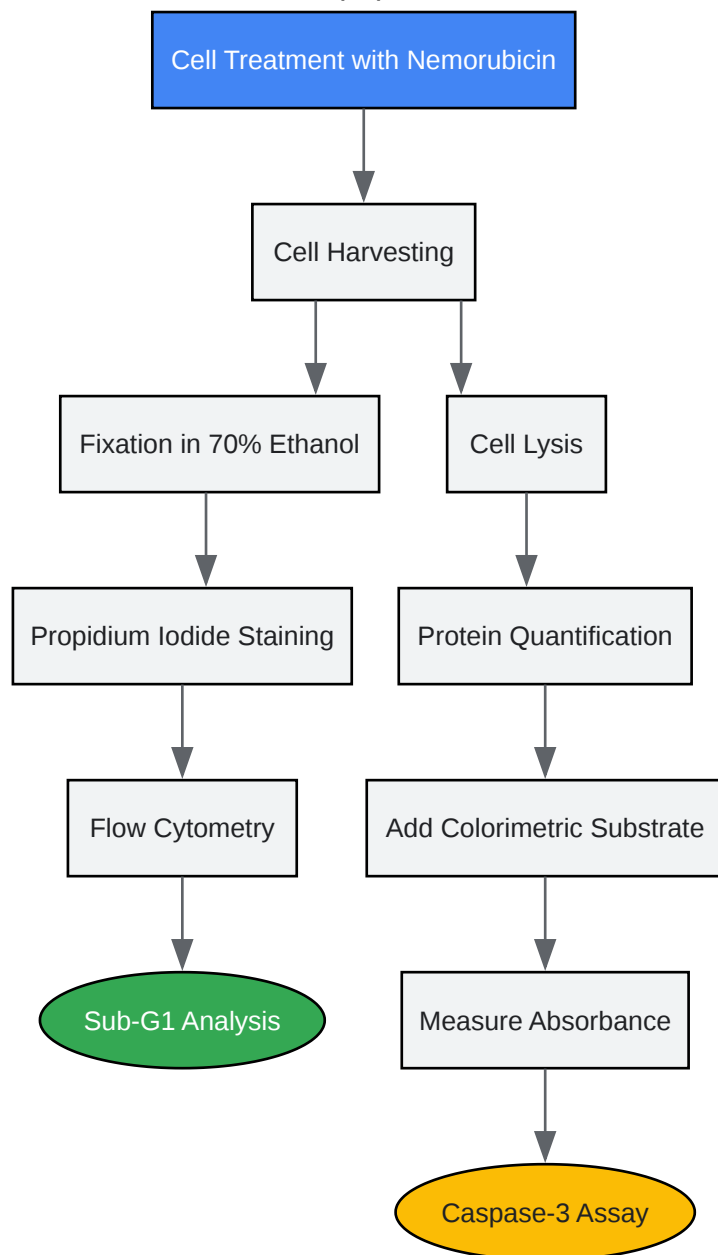 Cell Treatment with Nemorubicin
Cell Harvesting
Fixation in 70% Ethanol
Cell Lysis
Propidium Iodide Staining
Protein Quantification
Flow Cytometry
Add Colorimetric Substrate
Sub-G1 Analysis
Measure Absorbance
Caspase-3 Assay